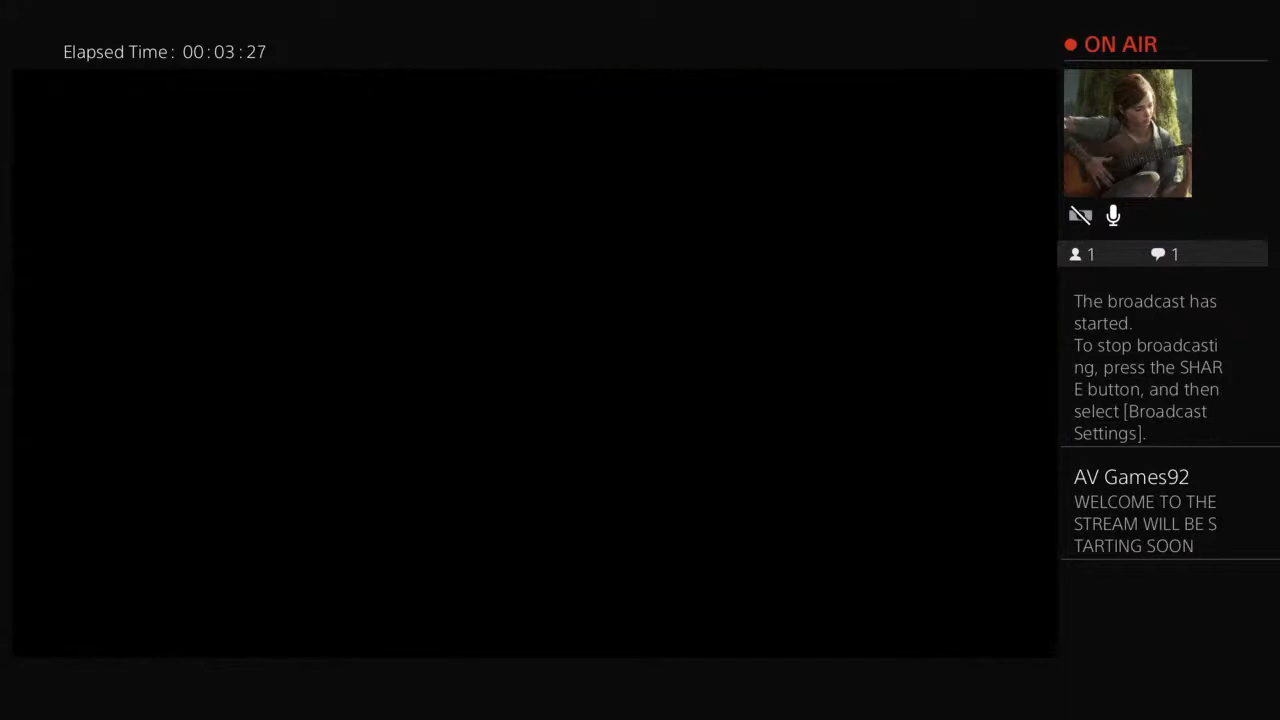 Elapsed Time: 00:03:27
ON AIR
1 1
The broadcast has
started.
To stop broadcasti
ng, press the SHAR
E button, and then
select [Broadcast
Settings].
AV Games92
WELCOME TO THE
STREAM WILL BE S
TARTING SOON